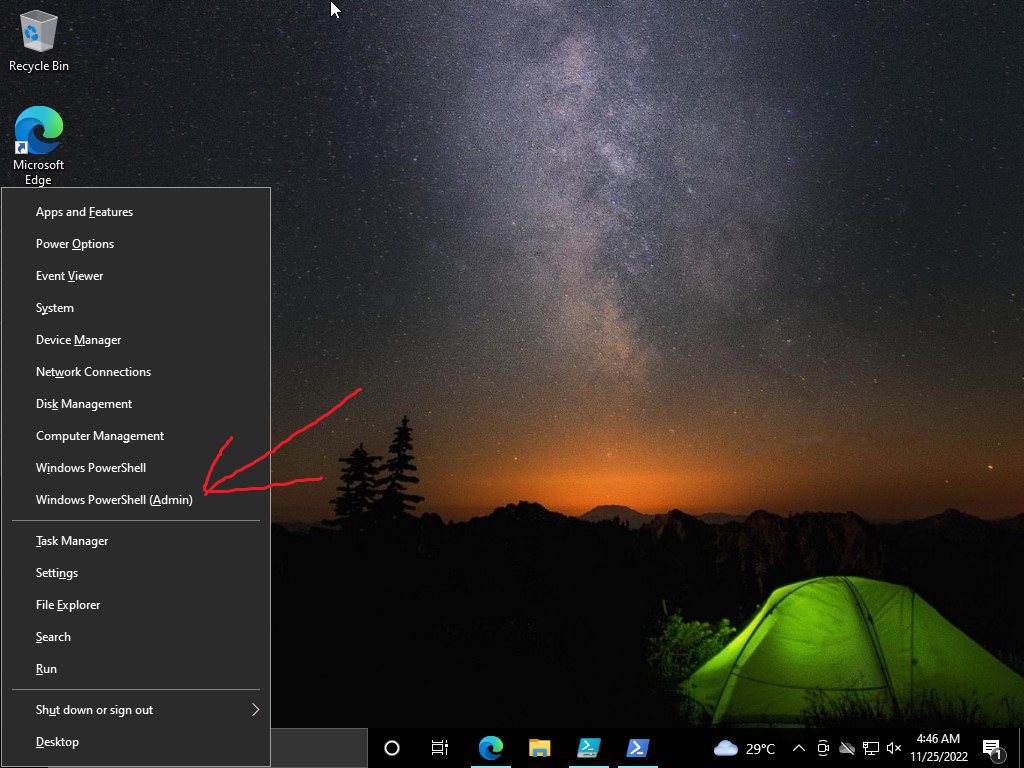 Recycle Bin
Microsoft
Edge
Apps and Features
Power Options
Event Viewer
System
Device Manager
Network Connections
Disk Management
Computer Management
Windows PowerShell
Windows PowerShell (Admin)
Task Manager
Settings
File Explorer
Search
Run
Shut down or sign out
Desktop
29°C
4:46 AM
11/25/2022
1